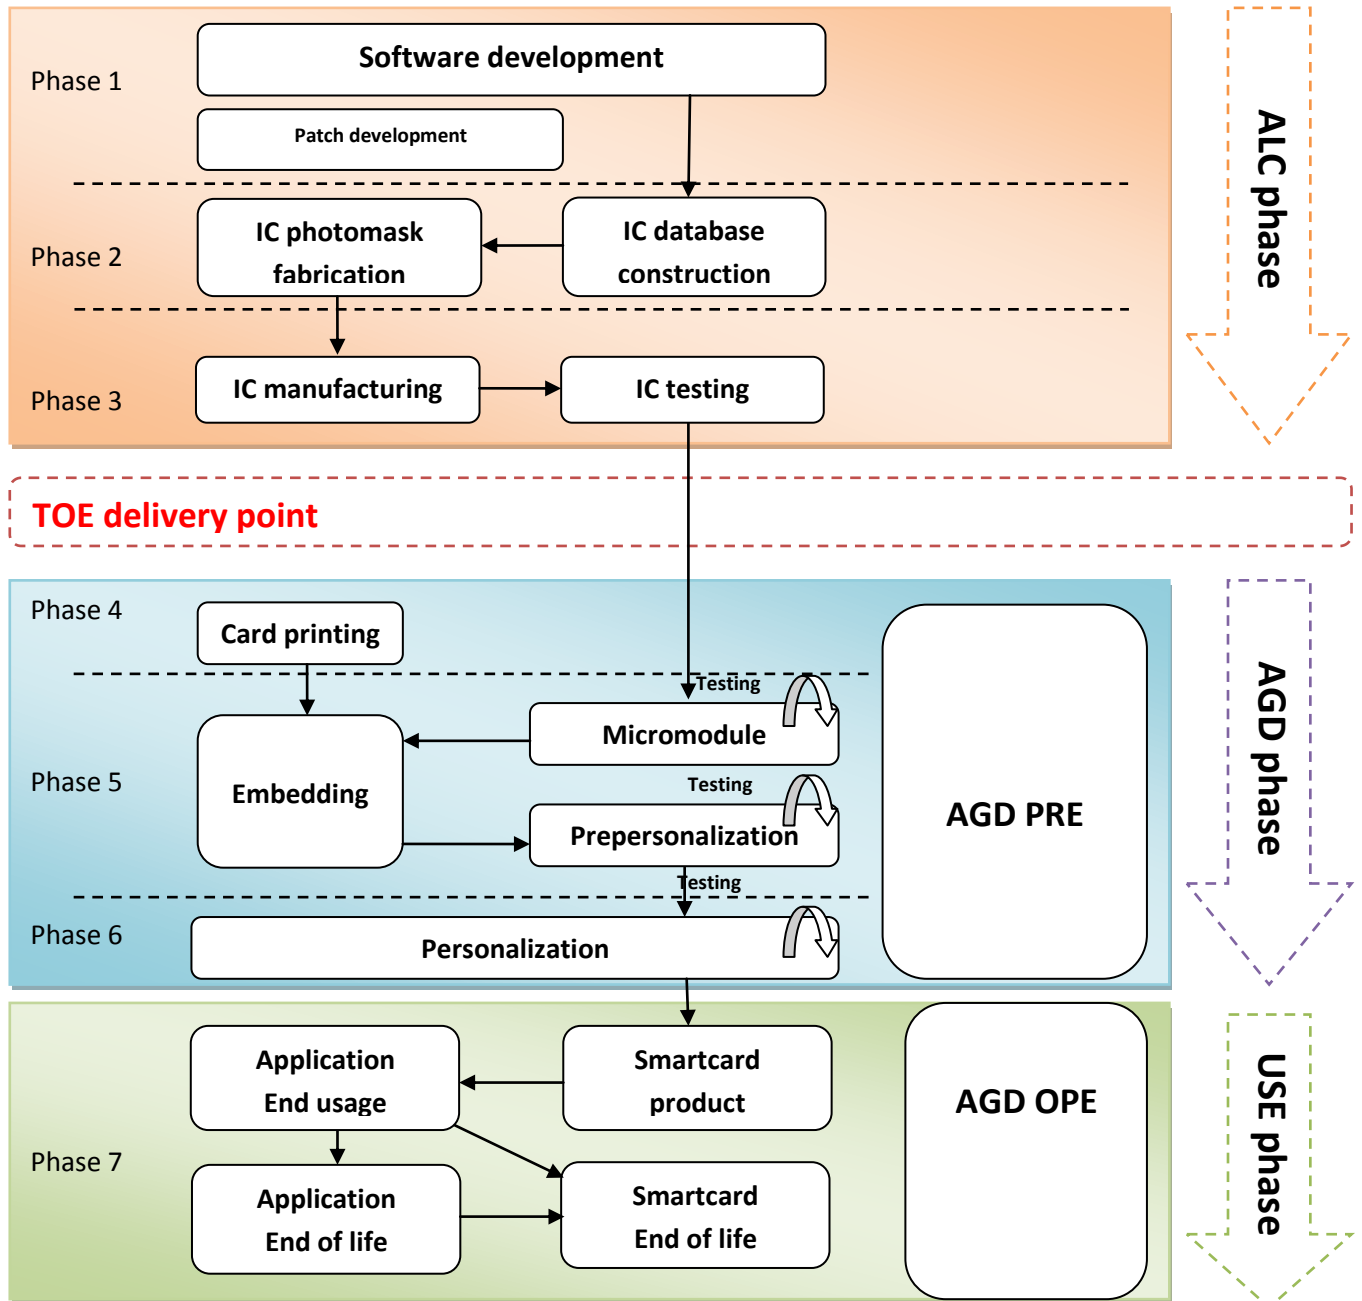 Software development
Phase 1
Patch development
ALC phase
IC photomask
fabrication
IC database
construction
Phase 2
IC manufacturing
IC testing
Phase 3
TOE delivery point
Phase 4
Card printing
Testing
Micromodule
AGD phase
Phase 5
Embedding
Testing
Prepersonalization
AGD PRE
Testing
Phase 6
Personalization
Application
End usage
Smartcard
product
AGD OPE
USE phase
Phase 7
Application
End of life
Smartcard
End of life